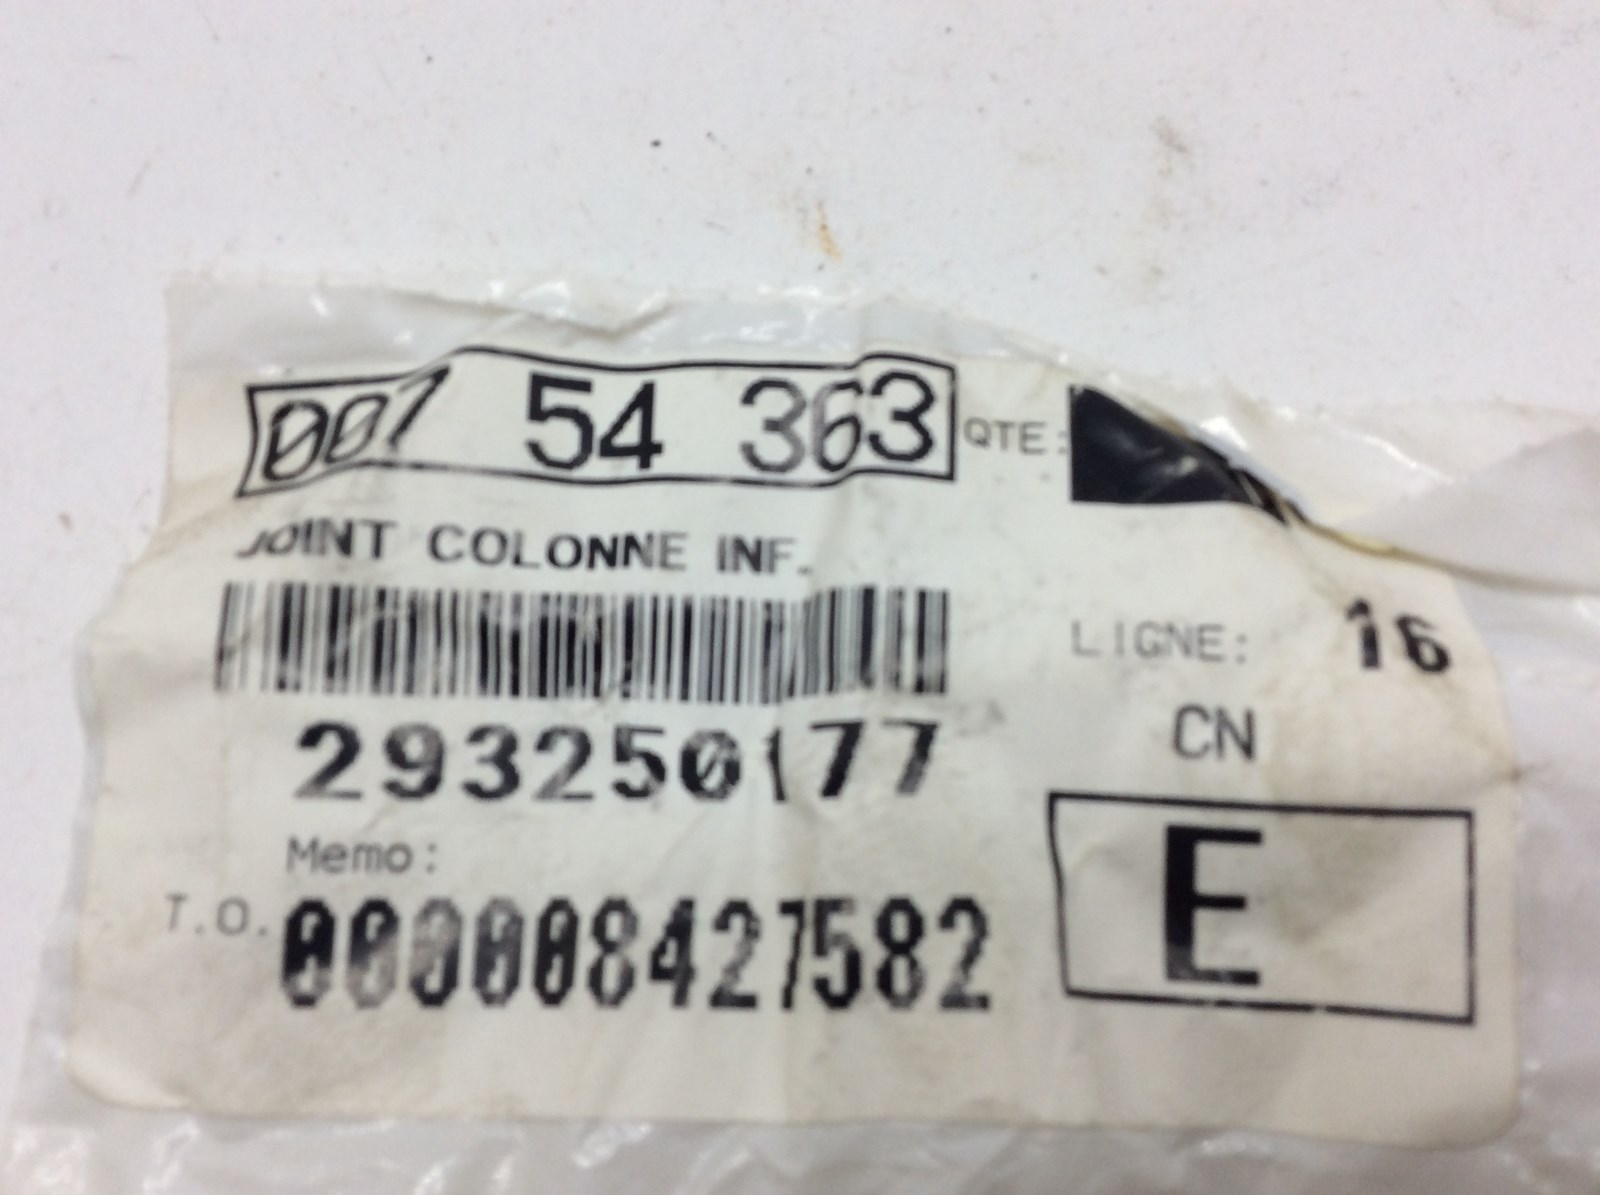 007 54 363 QTE:
JOINT COLONNE INF.
LIGNE: 16
293250177
CN
Memo:
E
T.O. 000008427582